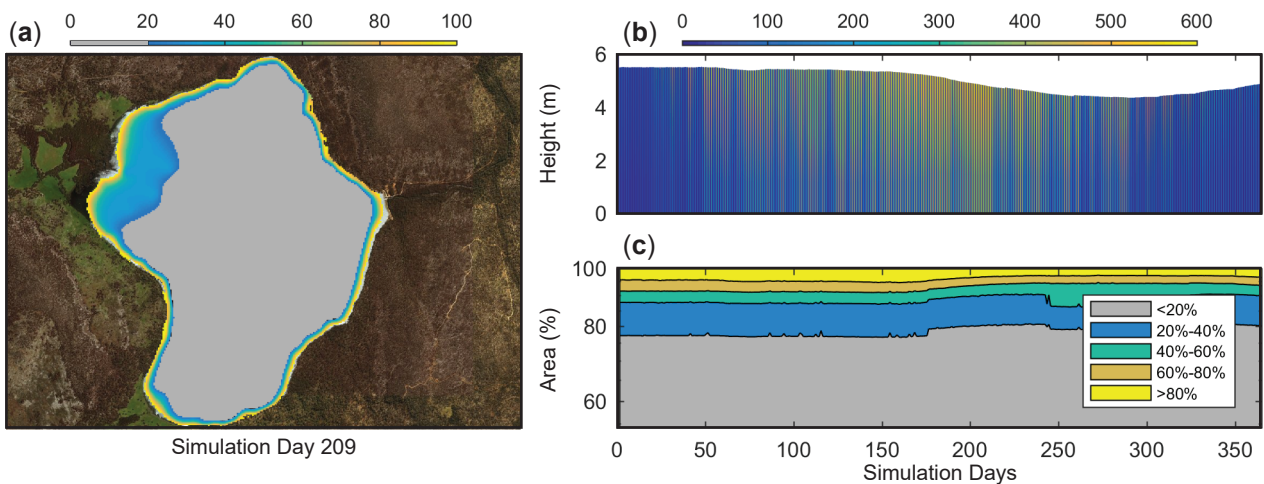 (a)
0 20 40 60 80 100
Simulation Day 209
(b)
0 100 200 300 400 500 600
Height (m)
6
4
2
0
(c)
Area (%)
100
80
60
<20%
20%-40%
40%-60%
60%-80%
>80%
0 50 100 150 200 250 300 350
Simulation Days